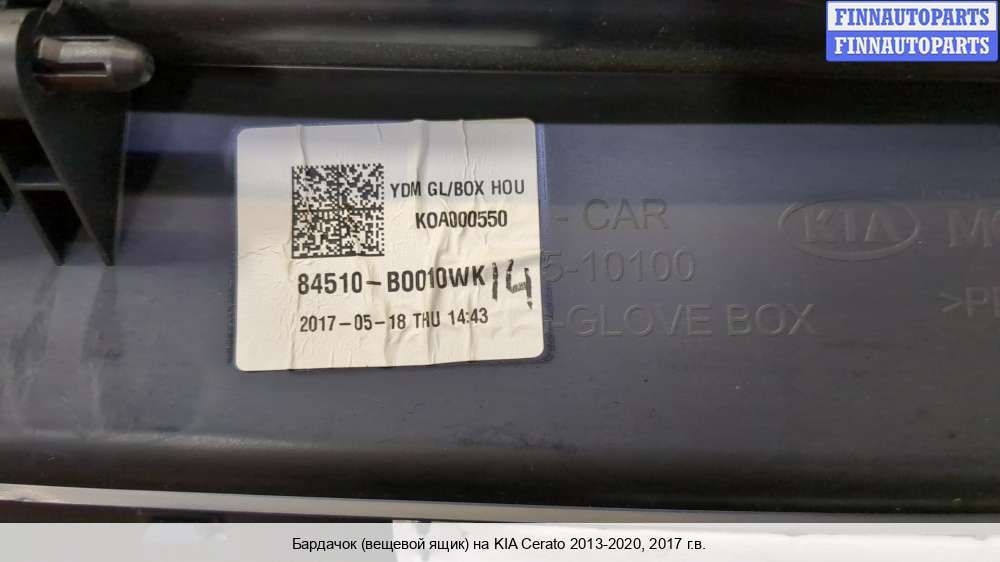 FINNAUTOPARTS
FINNAUTOPARTS
YDM GL/BOX HOU
KOA000550
84510-B0010WK 14
2017-05-18 THU 14:43
- CAR
5-10100
-GLOVE BOX
KIA
Бардачок (вещевой ящик) на KIA Cerato 2013-2020, 2017 г.в.